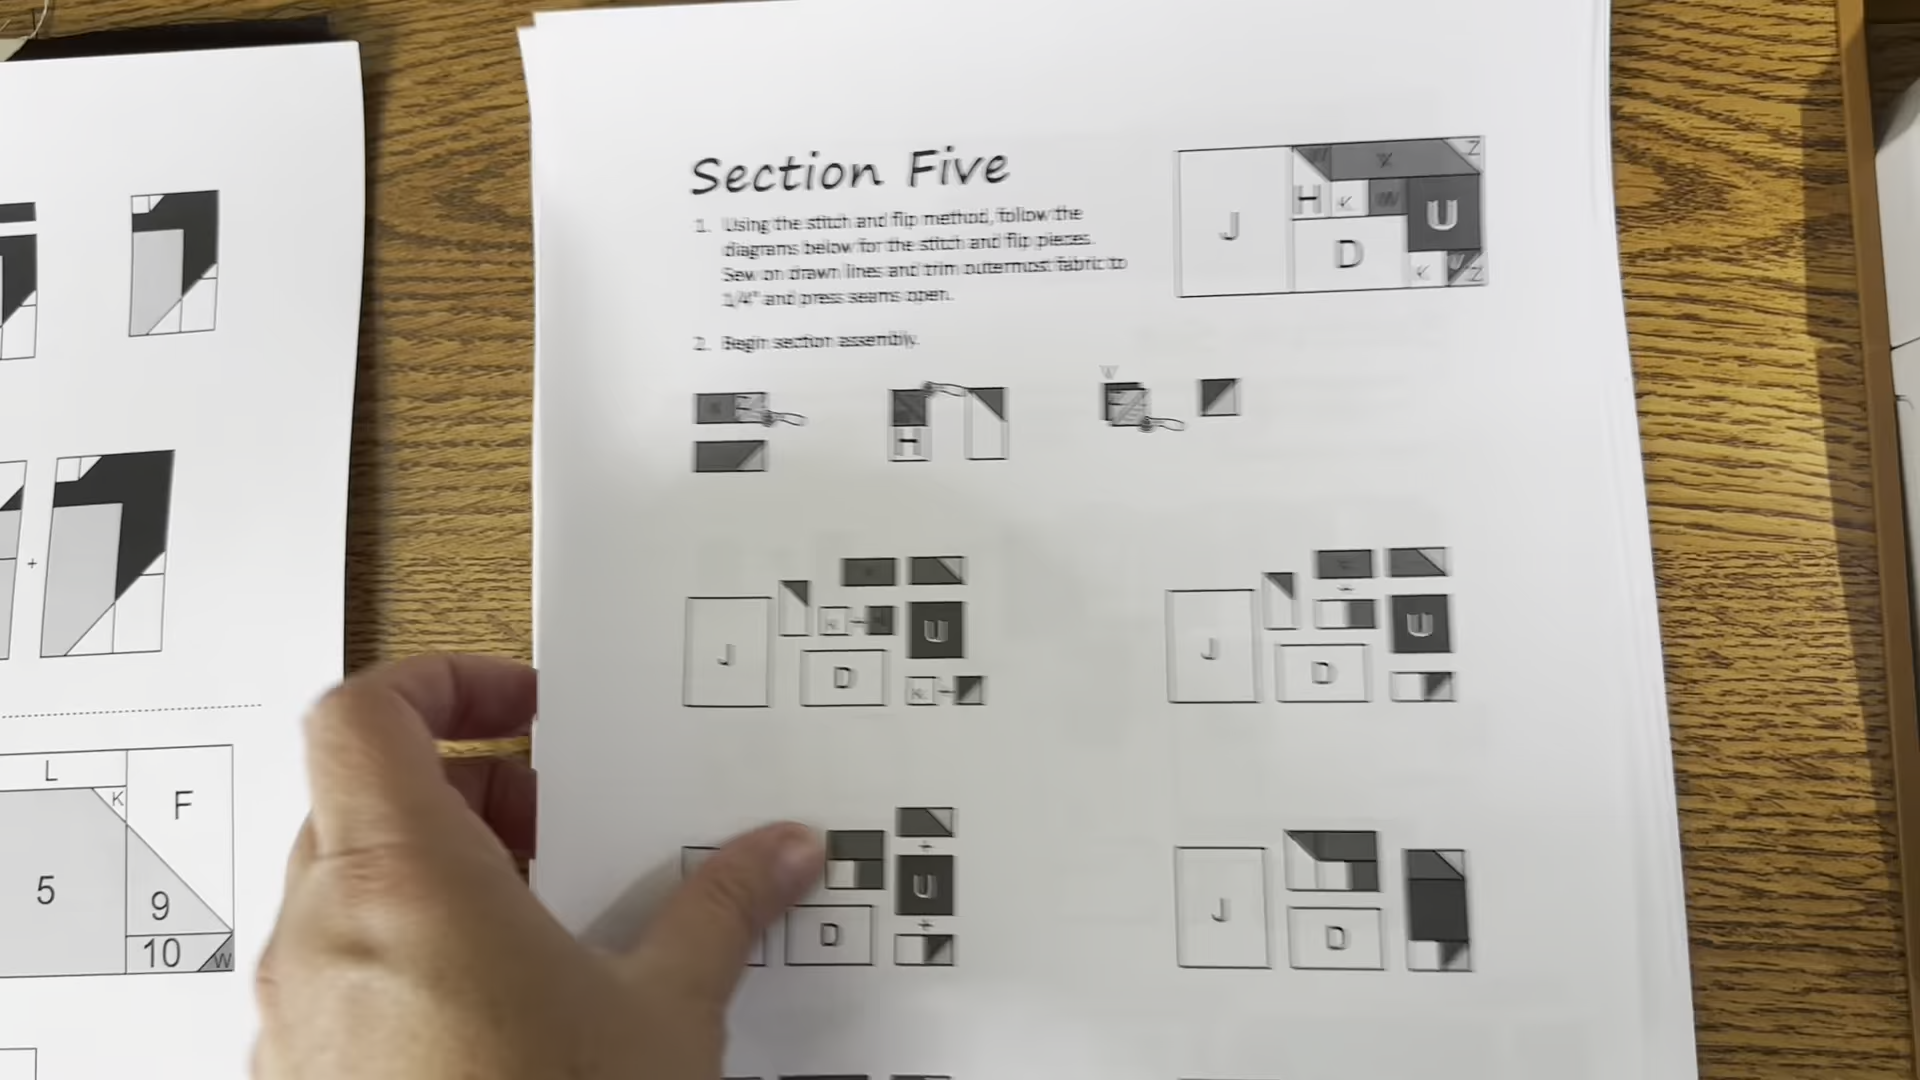 Section Five
1. Using the stitch and flip method, follow the
diagrams below for the stitch and flip pieces.
Sew on drawn lines and trim outermost fabric to
1/4" and press seams open.
2. Begin section assembly.
J
W
X
Z
H
K
W
U
D
K
Z
H
J
K
D
U
K
J
D
U
D
U
J
D
+
L
K
F
5
9
10
W